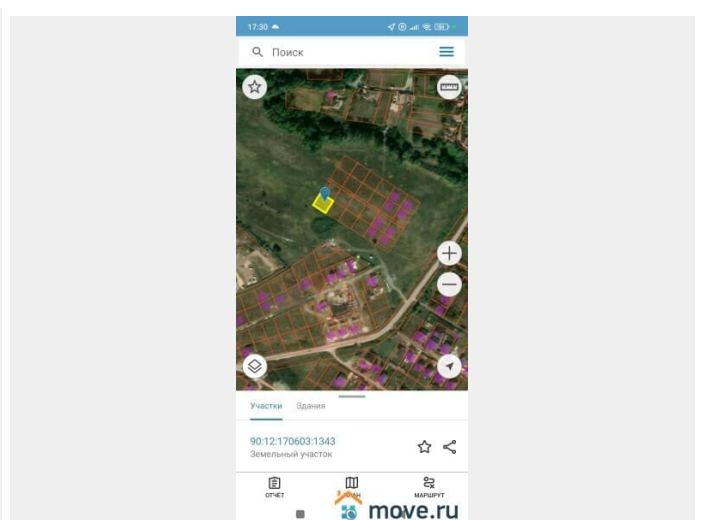 17:30
Поиск
Участки Здания
90:12:170603:1343
Земельный участок
ОТЧЁТ
МАРШРУТ
move.ru